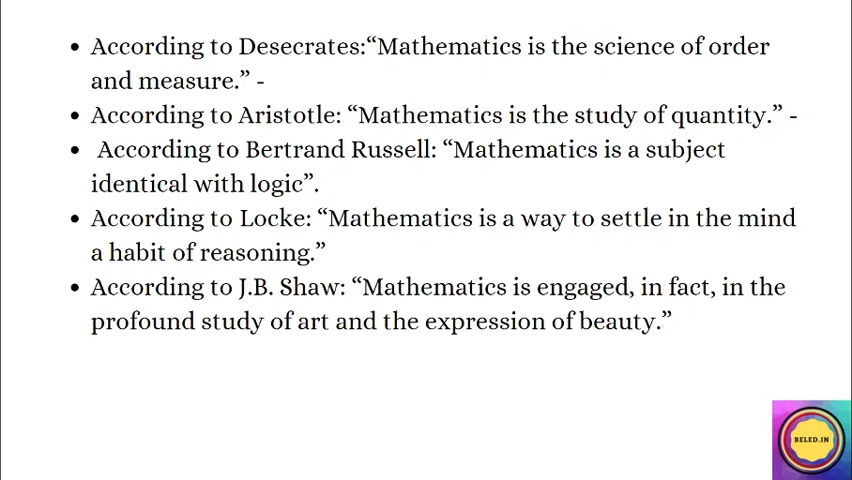 • According to Desecrates:“Mathematics is the science of order
and measure.” -
• According to Aristotle: “Mathematics is the study of quantity.” -
• According to Bertrand Russell: “Mathematics is a subject
identical with logic”.
• According to Locke: “Mathematics is a way to settle in the mind
a habit of reasoning.”
• According to J.B. Shaw: “Mathematics is engaged, in fact, in the
profound study of art and the expression of beauty.”
BELED.IN